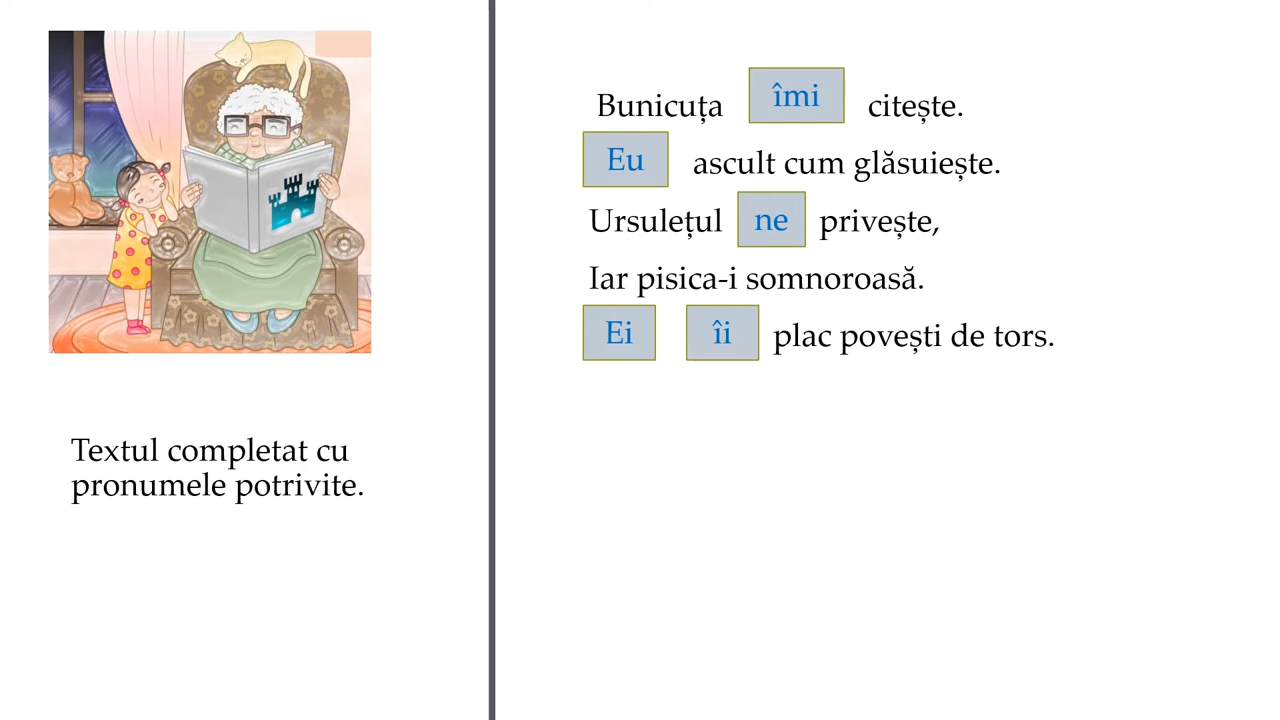 Bunicuța îmi citește.
Eu ascult cum glăsuiește.
Ursulețul ne privește,
Iar pisica-i somnoroasă.
Ei îi plac povești de tors.
Textul completat cu
pronumele potrivite.